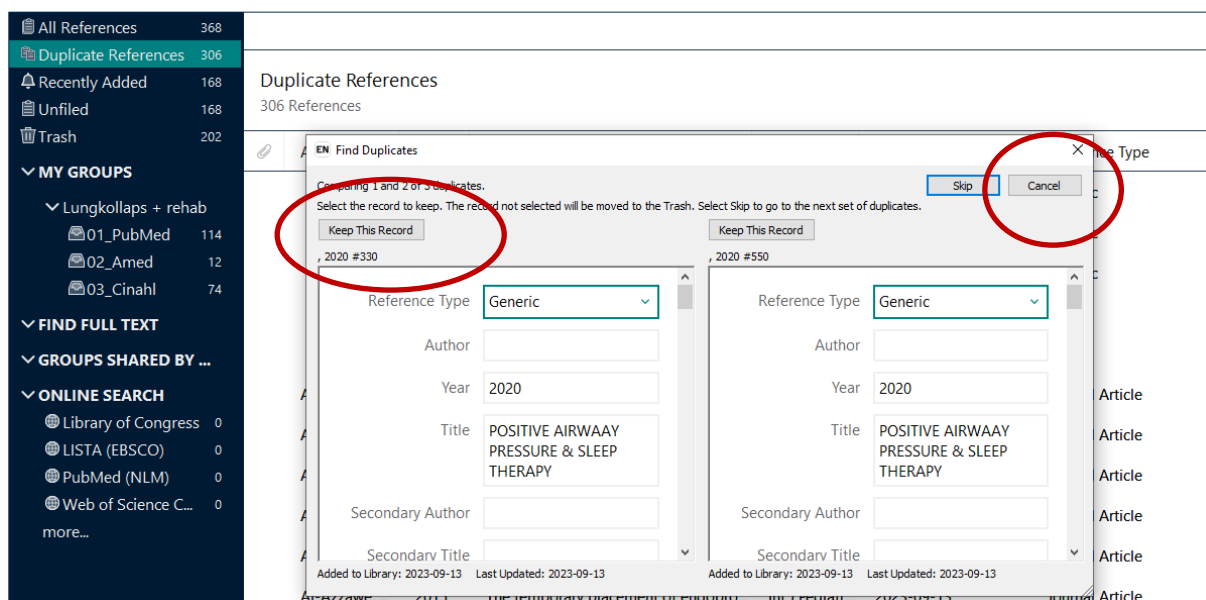 All References 368
Duplicate References 306
Recently Added 168
Unfiled 168
Trash 202
MY GROUPS
Lungkollaps + rehab
01_PubMed 114
02_Amed 12
03_Cinahl 74
FIND FULL TEXT
GROUPS SHARED BY ...
ONLINE SEARCH
Library of Congress 0
LISTA (EBSCO) 0
PubMed (NLM) 0
Web of Science C... 0
more...
Duplicate References
306 References
Type
EN Find Duplicates
Comparing 1 and 2 of 3 duplicates.
Skip
Cancel
Select the record to keep. The record not selected will be moved to the Trash. Select Skip to go to the next set of duplicates.
Keep This Record
, 2020 #330
Reference Type Generic
Author
Year 2020
Title POSITIVE AIRWAAY
PRESSURE & SLEEP
THERAPY
Secondary Author
Secondary Title
Added to Library: 2023-09-13 Last Updated: 2023-09-13
Keep This Record
, 2020 #550
Reference Type Generic
Author
Year 2020
Title POSITIVE AIRWAAY
PRESSURE & SLEEP
THERAPY
Secondary Author
Secondary Title
Added to Library: 2023-09-13 Last Updated: 2023-09-13
Article
Article
Article
Article
Article
Journal Article